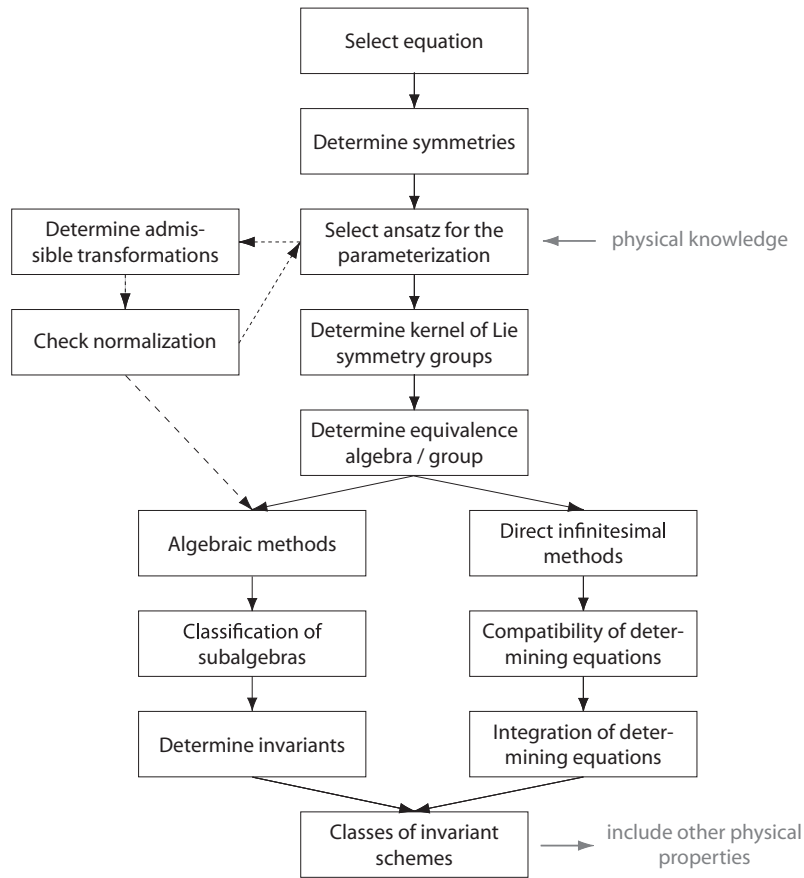 Select equation
Determine symmetries
Determine admis-
sible transformations
Select ansatz for the
parameterization
physical knowledge
Check normalization
Determine kernel of Lie
symmetry groups
Determine equivalence
algebra / group
Algebraic methods
Direct infinitesimal
methods
Classification of
subalgebras
Compatibility of deter-
mining equations
Determine invariants
Integration of deter-
mining equations
Classes of invariant
schemes
include other physical
properties